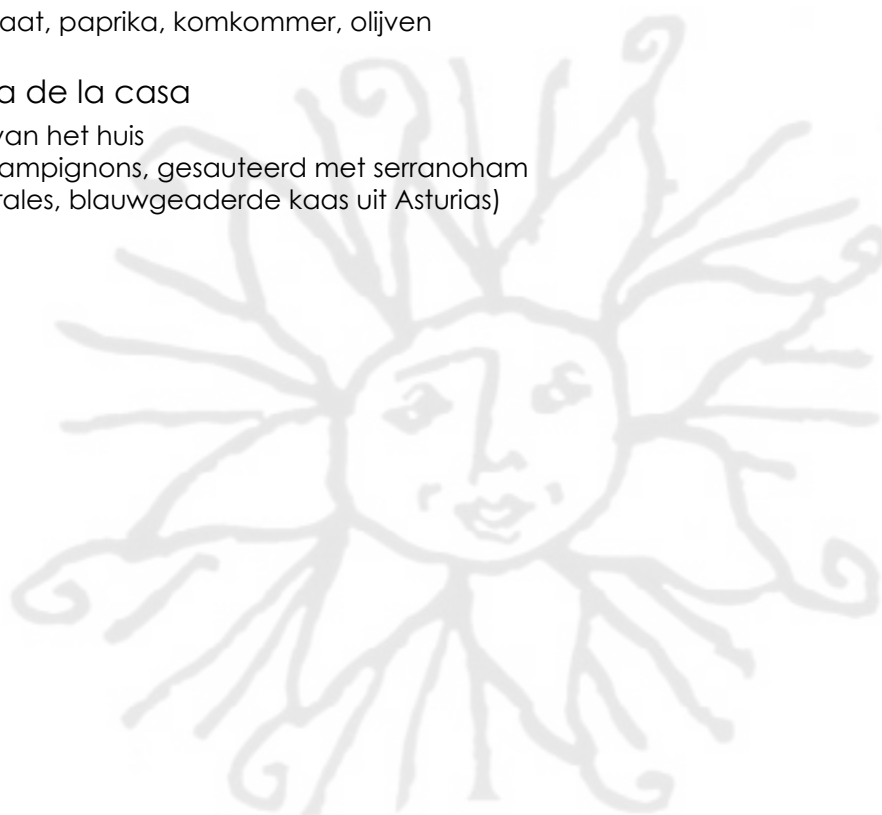 aat, paprika, komkommer, olijven
a de la casa
van het huis
ampignons, gesauteerd met serranoham
rales, blauwgeaderde kaas uit Asturias)